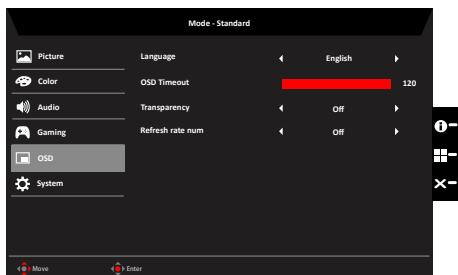 Mode - Standard
Picture
Language English
Color
OSD Timeout 120
Audio
Transparency Off
Gaming
Refresh rate num Off
OSD
System
Move Enter